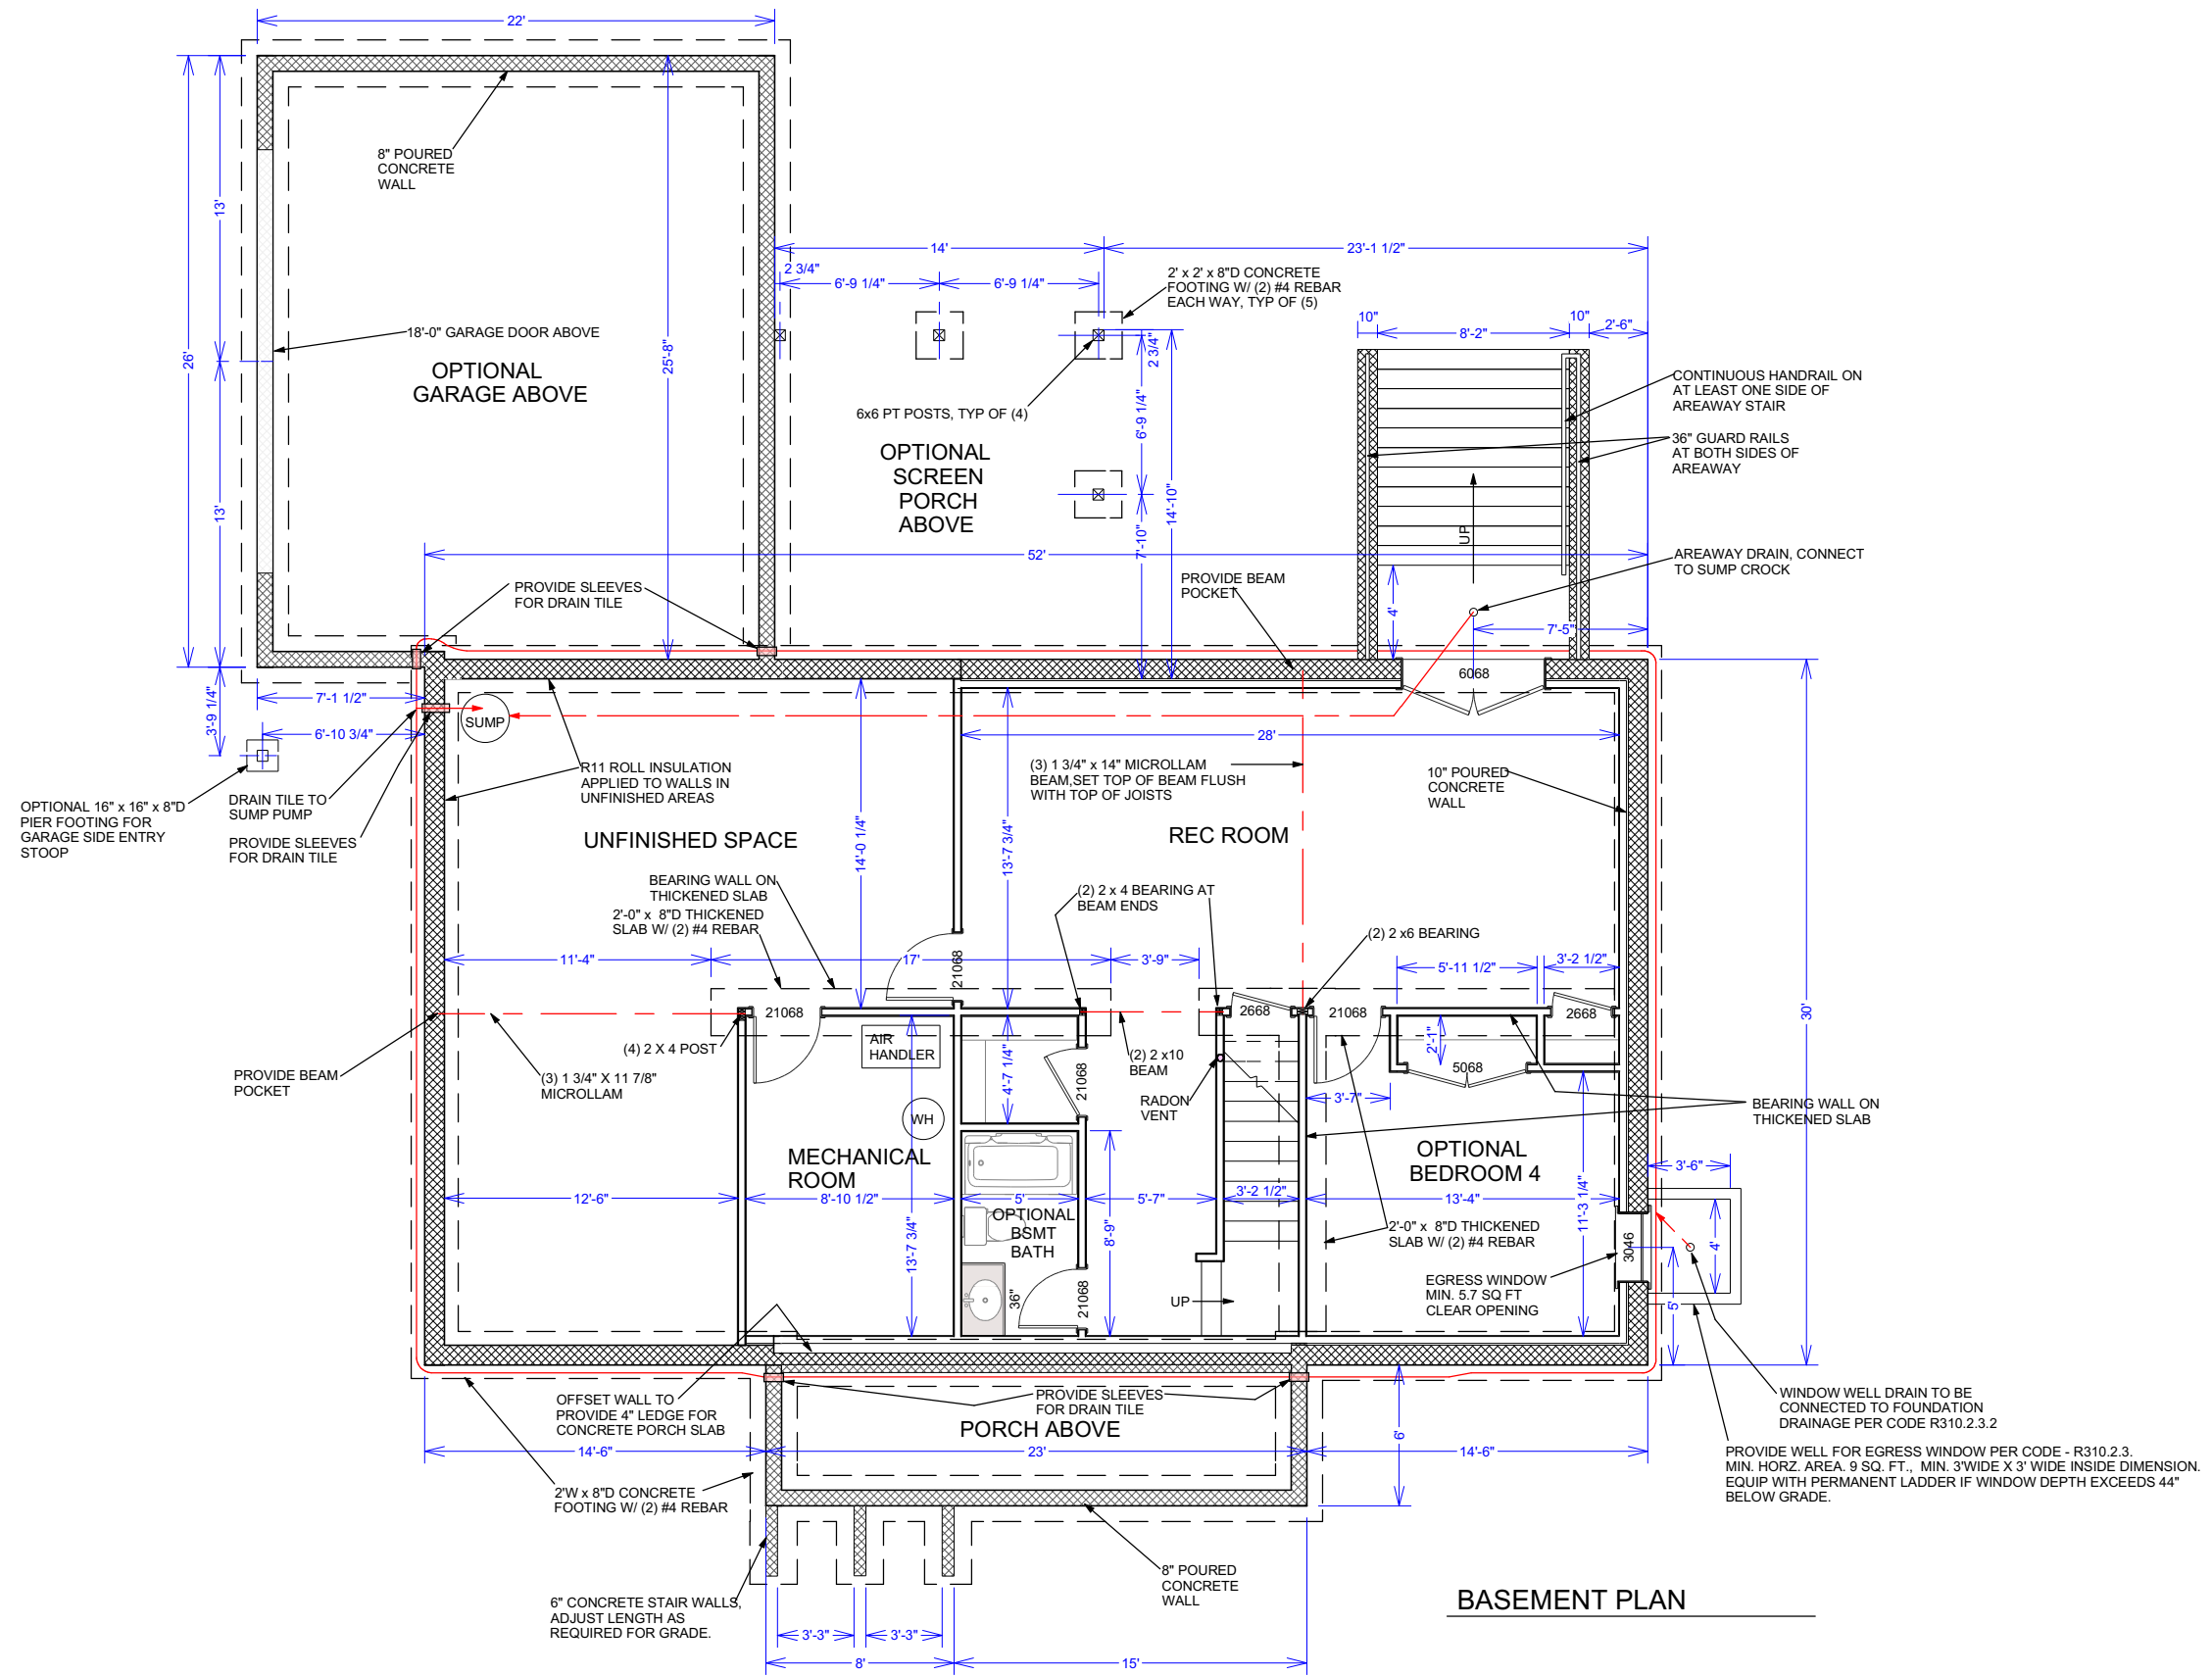 22'
26'
13'
13'
25'-8"
8" POURED
CONCRETE
WALL
18'-0" GARAGE DOOR ABOVE
OPTIONAL
GARAGE ABOVE
14'
23'-1 1/2"
2 3/4"
6'-9 1/4"
6'-9 1/4"
2' x 2' x 8"D CONCRETE
FOOTING W/ (2) #4 REBAR
EACH WAY, TYP OF (5)
10"
8'-2"
10"
2'-6"
2 3/4"
6'-9 1/4"
14'-10"
7'-10"
6x6 PT POSTS, TYP OF (4)
OPTIONAL
SCREEN
PORCH
ABOVE
CONTINUOUS HANDRAIL ON
AT LEAST ONE SIDE OF
AREAWAY STAIR
36" GUARD RAILS
AT BOTH SIDES OF
AREAWAY
UP
52'
AREAWAY DRAIN, CONNECT
TO SUMP CROCK
PROVIDE SLEEVES
FOR DRAIN TILE
PROVIDE BEAM
POCKET
4'
7'-5"
6068
7'-1 1/2"
3'-9 1/4"
6'-10 3/4"
SUMP
28'
OPTIONAL 16" x 16" x 8"D
PIER FOOTING FOR
GARAGE SIDE ENTRY
STOOP
DRAIN TILE TO
SUMP PUMP
PROVIDE SLEEVES
FOR DRAIN TILE
R11 ROLL INSULATION
APPLIED TO WALLS IN
UNFINISHED AREAS
(3) 1 3/4" x 14" MICROLLAM
BEAM,SET TOP OF BEAM FLUSH
WITH TOP OF JOISTS
10" POURED
CONCRETE
WALL
UNFINISHED SPACE
14'-0 1/4"
13'-7 3/4"
REC ROOM
BEARING WALL ON
THICKENED SLAB
2'-0" x 8"D THICKENED
SLAB W/ (2) #4 REBAR
(2) 2 x 4 BEARING AT
BEAM ENDS
(2) 2 x6 BEARING
11'-4"
17'
3'-9"
5'-11 1/2"
3'-2 1/2"
21068
30'
21068
2668
21068
2668
2'-1"
5068
AIR
HANDLER
(4) 2 X 4 POST
(3) 1 3/4" X 11 7/8"
MICROLLAM
PROVIDE BEAM
POCKET
4'-7 1/4"
21068
(2) 2 x10
BEAM
RADON
VENT
3'-7"
WH
BEARING WALL ON
THICKENED SLAB
MECHANICAL
ROOM
OPTIONAL
BEDROOM 4
12'-6"
8'-10 1/2"
5'
5'-7"
3'-2 1/2"
13'-4"
3'-6"
OPTIONAL
BSMT
BATH
8'-9"
13'-7 3/4"
11'-3 1/4"
2'-0" x 8"D THICKENED
SLAB W/ (2) #4 REBAR
3046
4'
5'
EGRESS WINDOW
MIN. 5.7 SQ FT
CLEAR OPENING
36"
21068
UP
OFFSET WALL TO
PROVIDE 4" LEDGE FOR
CONCRETE PORCH SLAB
PROVIDE SLEEVES
FOR DRAIN TILE
PORCH ABOVE
6'
14'-6"
23'
14'-6"
WINDOW WELL DRAIN TO BE
CONNECTED TO FOUNDATION
DRAINAGE PER CODE R310.2.3.2
PROVIDE WELL FOR EGRESS WINDOW PER CODE - R310.2.3.
MIN. HORZ. AREA. 9 SQ. FT., MIN. 3'WIDE X 3' WIDE INSIDE DIMENSION.
EQUIP WITH PERMANENT LADDER IF WINDOW DEPTH EXCEEDS 44"
BELOW GRADE.
2'W x 8"D CONCRETE
FOOTING W/ (2) #4 REBAR
8" POURED
CONCRETE
WALL
6" CONCRETE STAIR WALLS,
ADJUST LENGTH AS
REQUIRED FOR GRADE.
3'-3"
3'-3"
8'
15'
BASEMENT PLAN